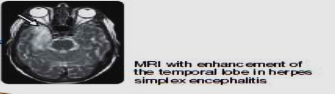 MRI with enhancement of
the temporal lobe in herpes
simplex encephalitis